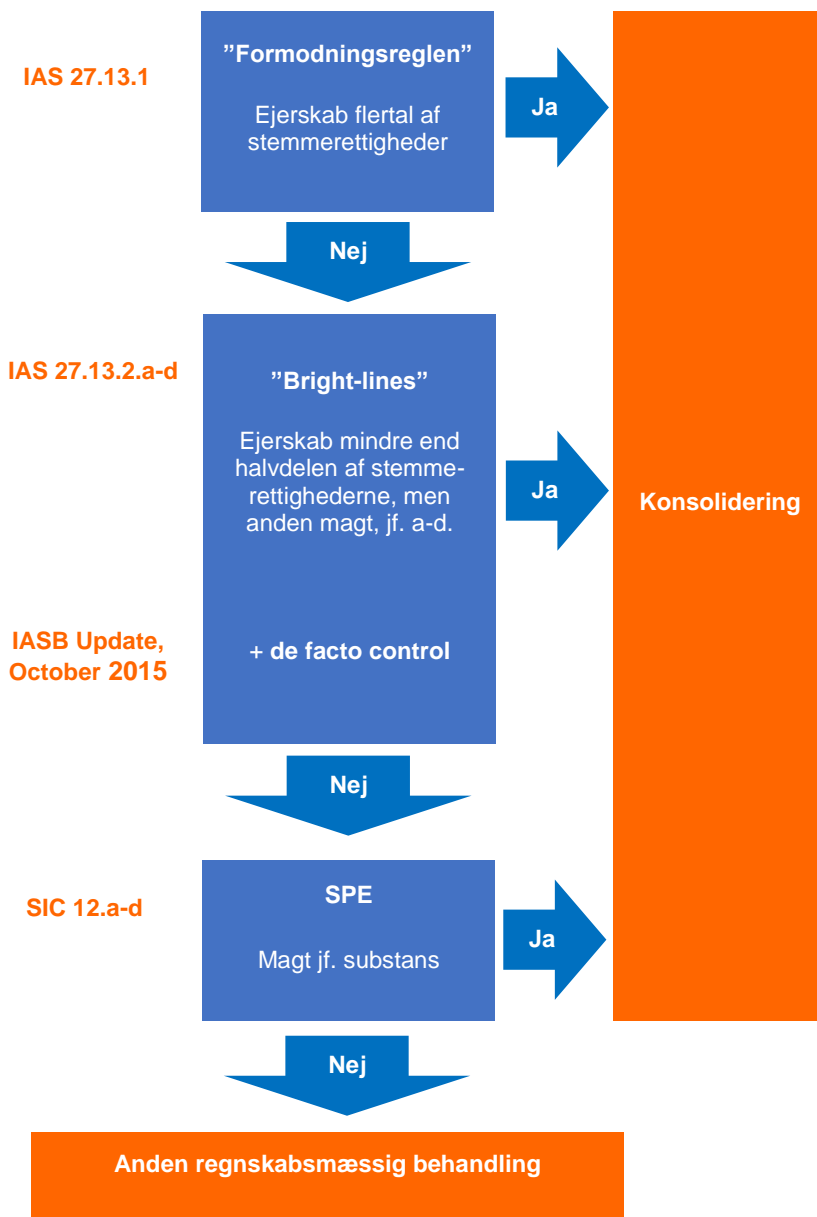 IAS 27.13.1
”Formodningsreglen”
Ejerskab flertal af
stemmerettigheder
Ja
Nej
IAS 27.13.2.a-d
”Bright-lines”
Ejerskab mindre end
halvdelen af stemme-
rettighederne, men
anden magt, jf. a-d.
Ja
Konsolidering
IASB Update,
October 2015
+ de facto control
Nej
SIC 12.a-d
SPE
Magt jf. substans
Ja
Nej
Anden regnskabsmæssig behandling